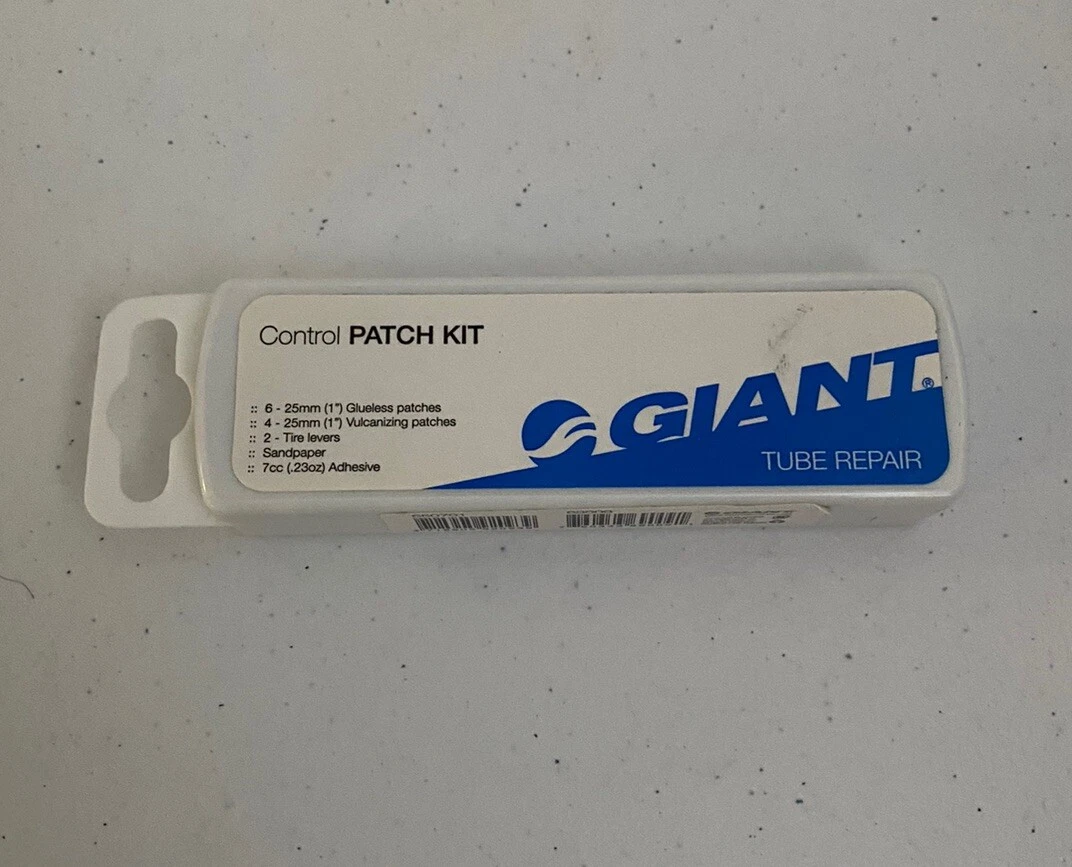 Control PATCH KIT
:: 6 - 25mm (1") Glueless patches
:: 4 - 25mm (1") Vulcanizing patches
:: 2 - Tire levers
:: Sandpaper
:: 7cc (.23oz) Adhesive
GIANT®
TUBE REPAIR